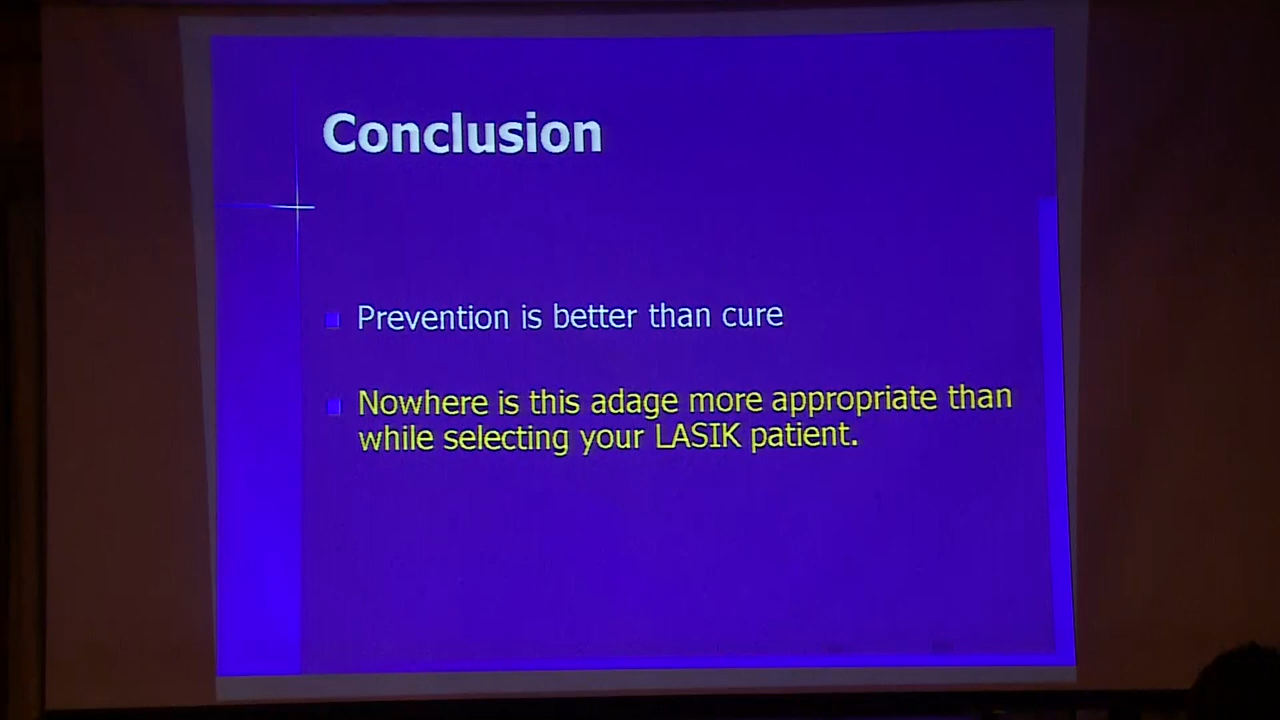 Conclusion
Prevention is better than cure
Nowhere is this adage more appropriate than
while selecting your LASIK patient.